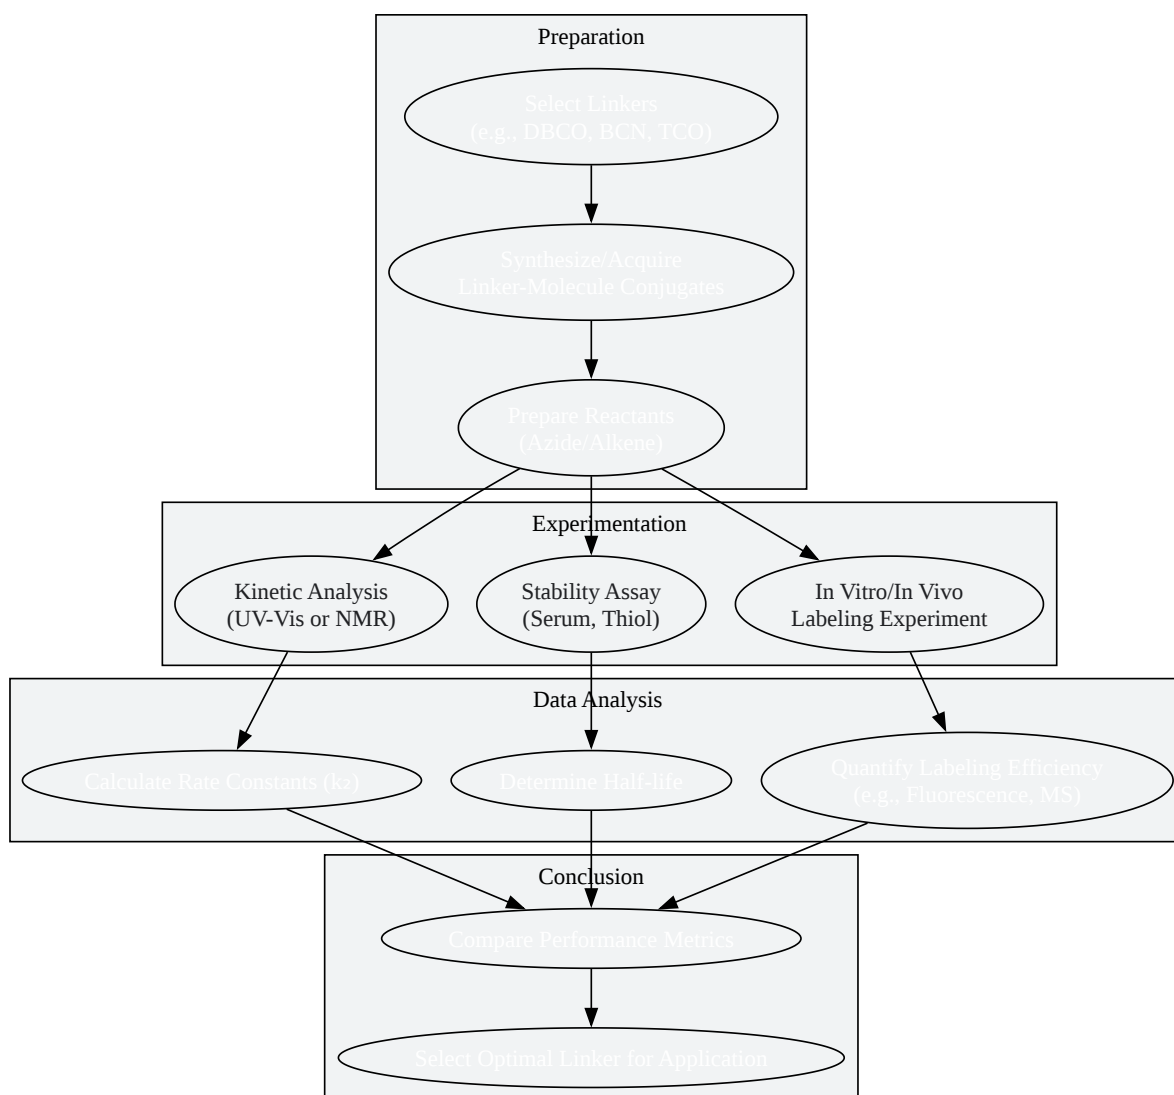 Preparation
Select Linkers
(e.g., DBCO, BCN, TCO)
Synthesize/Acquire
Linker-Molecule Conjugates
Prepare Reactants
(Azide/Alkene)
Experimentation
Kinetic Analysis
(UV-Vis or NMR)
Stability Assay
(Serum, Thiol)
In Vitro/In Vivo
Labeling Experiment
Data Analysis
Calculate Rate Constants (k₂)
Determine Half-life
Quantify Labeling Efficiency
(e.g., Fluorescence, MS)
Conclusion
Compare Performance Metrics
Select Optimal Linker for Application